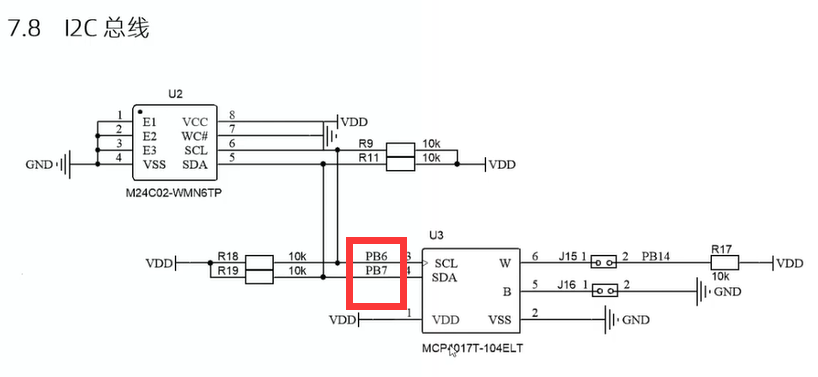 7.8 I2C 总线
U2
1 E1 VCC 8 VDD
2 E2 WC# 7
3 E3 SCL 6 R9 10k
GND 4 VSS SDA 5 R11 10k VDD
M24C02-WMN6TP
U3
VDD R18 10k PB6 3 SCL W 6 J15 1 2 PB14 R17 VDD
R19 10k PB7 4 SDA 10k
B 5 J16 1 2 GND
VDD 1 VDD VSS 2 GND
MCP4017T-104ELT